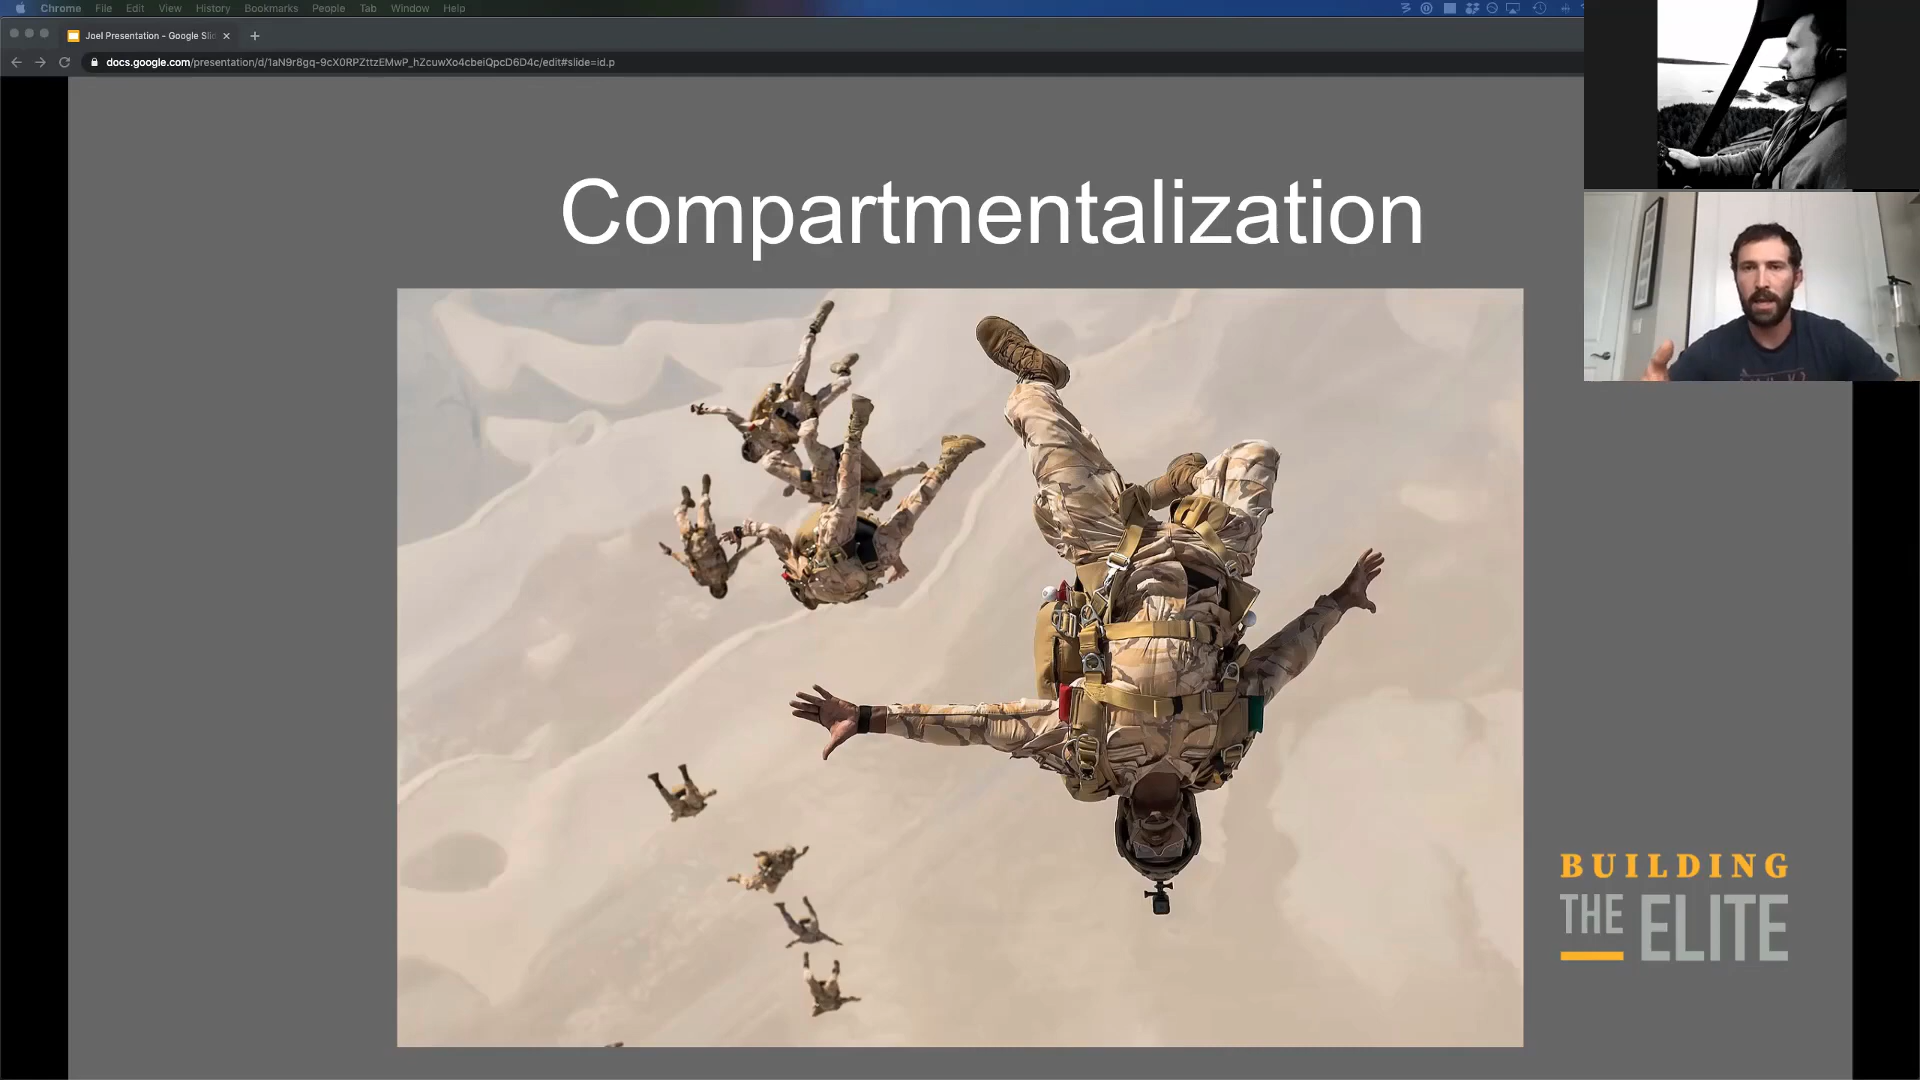 Chrome File Edit View History Bookmarks People Tab Window Help
Joel Presentation - Google Slid
docs.google.com/presentation/d/1aN9r8gq-9cX0RPZttzEMwP_hZcuwXo4cbeiQpcD6D4c/edit#slide=id.p
Compartmentalization
BUILDING
THE ELITE